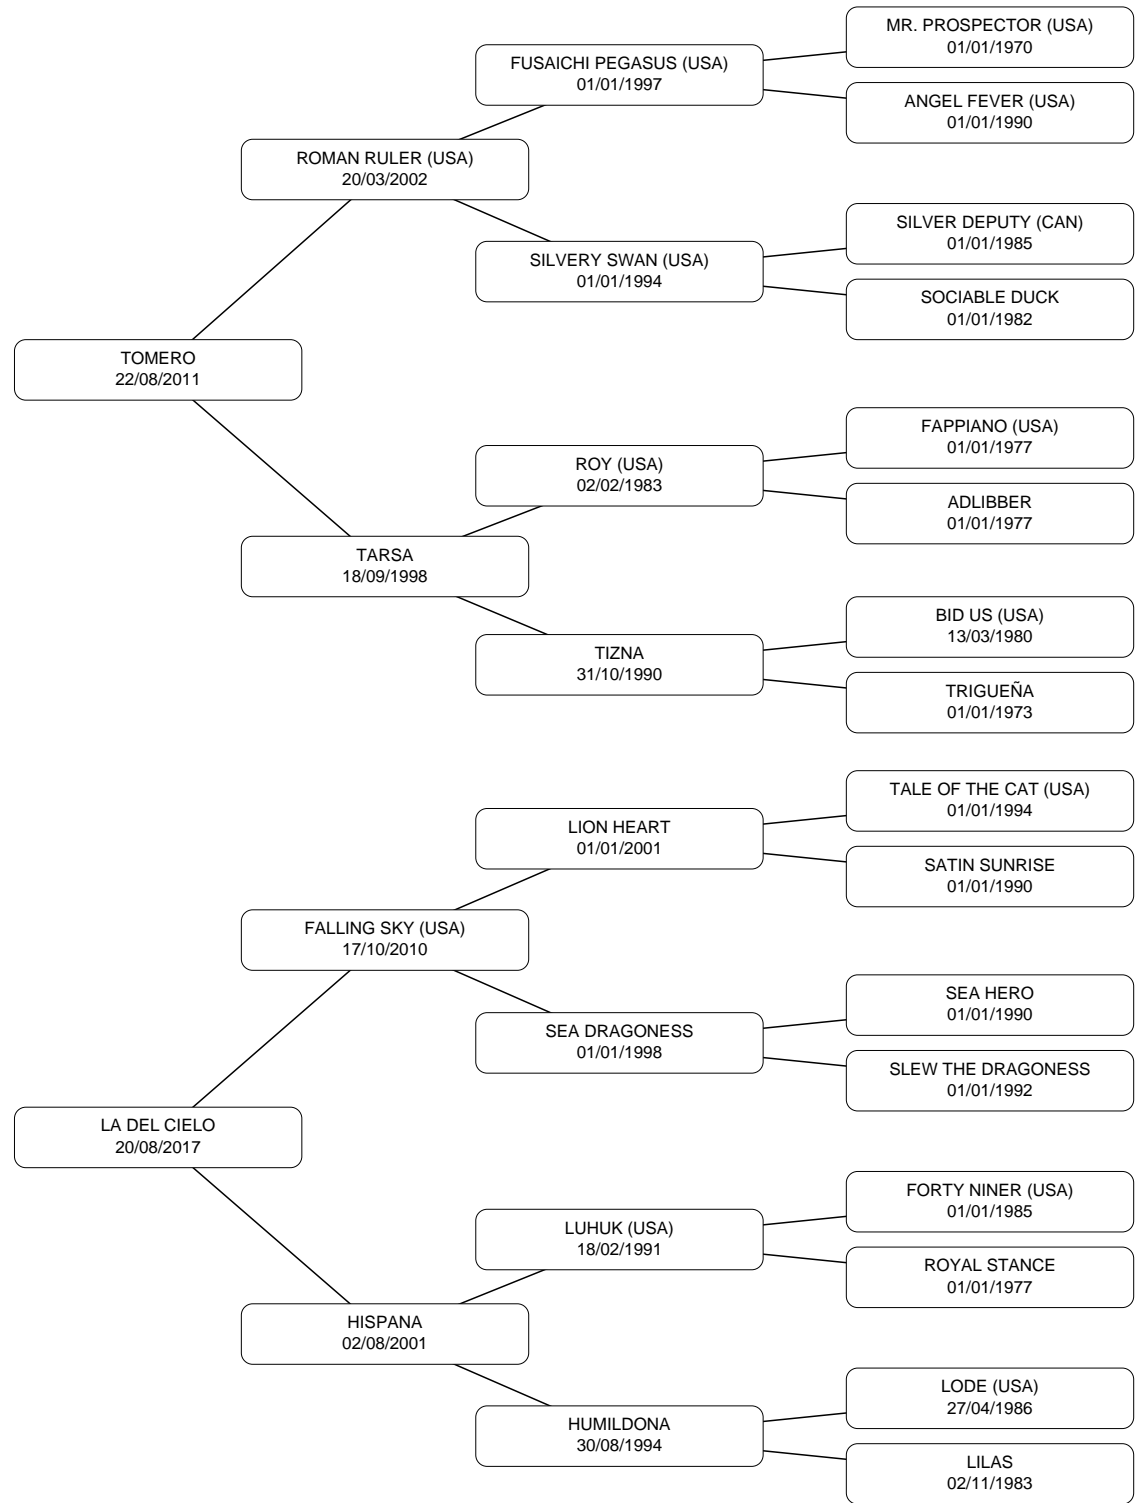 MR. PROSPECTOR (USA)
01/01/1970
FUSAICHI PEGASUS (USA)
01/01/1997
ANGEL FEVER (USA)
01/01/1990
ROMAN RULER (USA)
20/03/2002
SILVER DEPUTY (CAN)
01/01/1985
SILVERY SWAN (USA)
01/01/1994
SOCIABLE DUCK
01/01/1982
TOMERO
22/08/2011
FAPPIANO (USA)
01/01/1977
ROY (USA)
02/02/1983
ADLIBBER
01/01/1977
TARSA
18/09/1998
BID US (USA)
13/03/1980
TIZNA
31/10/1990
TRIGUEÑA
01/01/1973
TALE OF THE CAT (USA)
01/01/1994
LION HEART
01/01/2001
SATIN SUNRISE
01/01/1990
FALLING SKY (USA)
17/10/2010
SEA HERO
01/01/1990
SEA DRAGONESS
01/01/1998
SLEW THE DRAGONESS
01/01/1992
LA DEL CIELO
20/08/2017
FORTY NINER (USA)
01/01/1985
LUHUK (USA)
18/02/1991
ROYAL STANCE
01/01/1977
HISPANA
02/08/2001
LODE (USA)
27/04/1986
HUMILDONA
30/08/1994
LILAS
02/11/1983